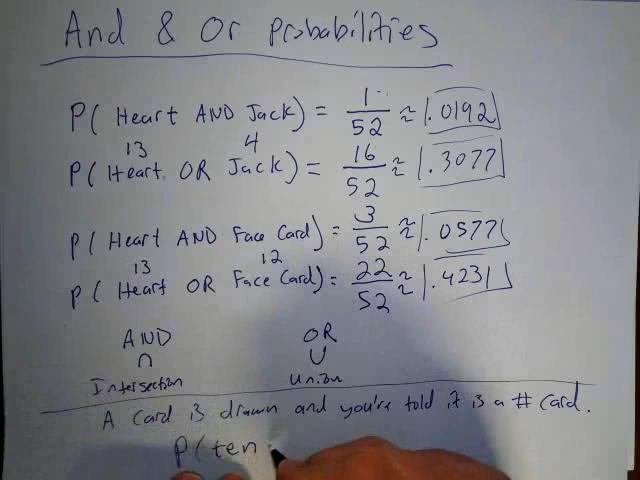 And & Or Probabilities
P( Heart AND Jack) = 1/52 ≈ .0192
13 4
P( Heart OR Jack) = 16/52 ≈ .3077
P( Heart AND Face Card) = 3/52 ≈ .0577
13 12
P( Heart OR Face Card) = 22/52 ≈ .4231
AND OR
∩ ∪
Intersection Union
A Card is drawn and you're told it is a # card.
P(ten